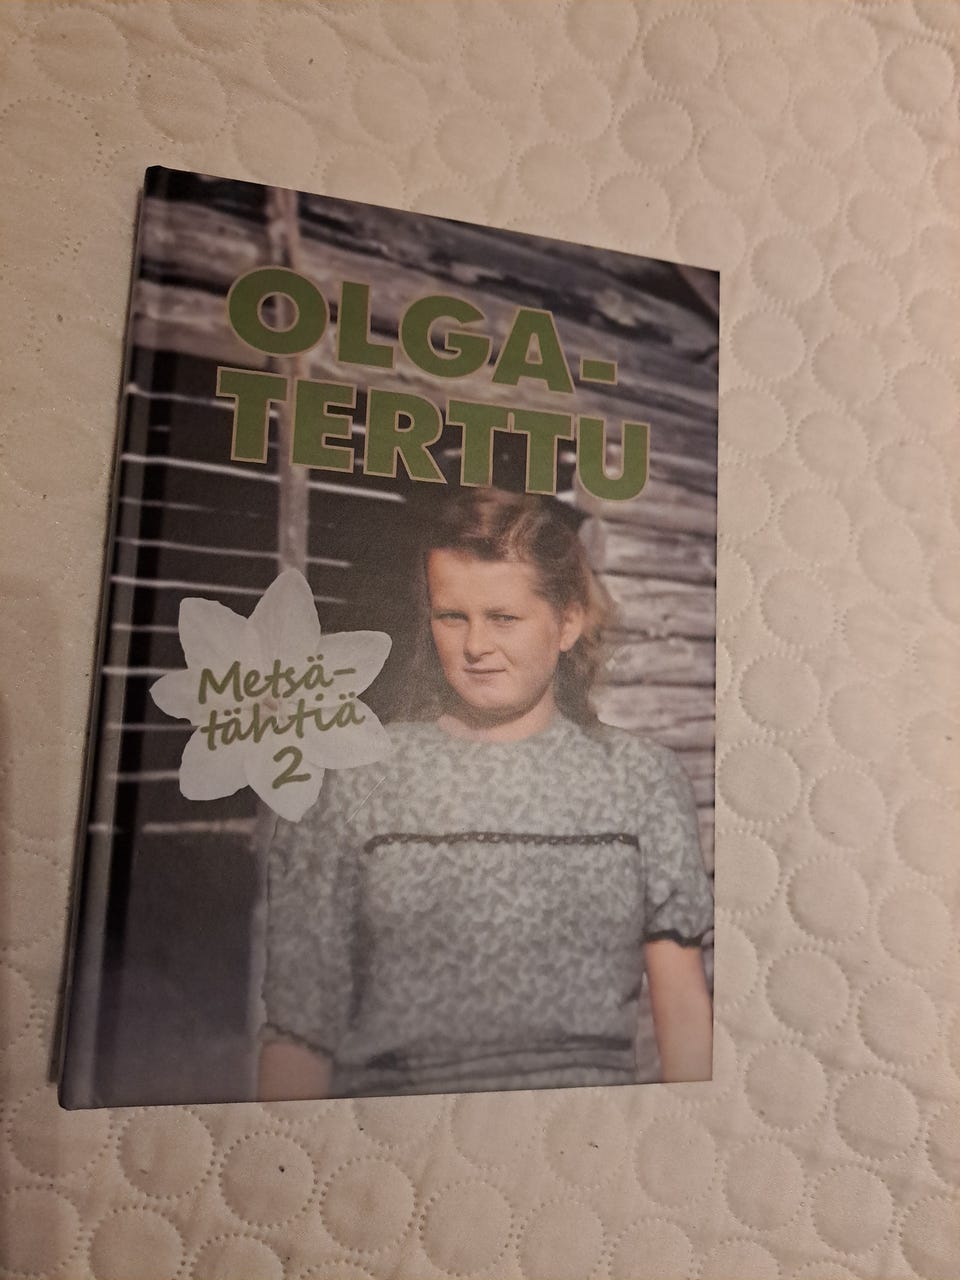 OLGA-
TERTTU
Metsä-
tähtiä
2